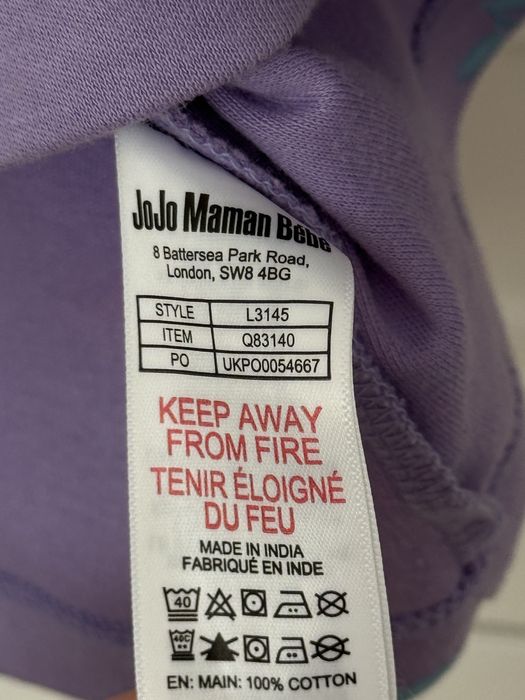 JoJo Maman Bébé
8 Battersea Park Road,
London, SW8 4BG
STYLE L3145
ITEM Q83140
PO UKPO0054667
KEEP AWAY
FROM FIRE
TENIR ÉLOIGNÉ
DU FEU
MADE IN INDIA
FABRIQUÉ EN INDE
40
40C
EN: MAIN: 100% COTTON